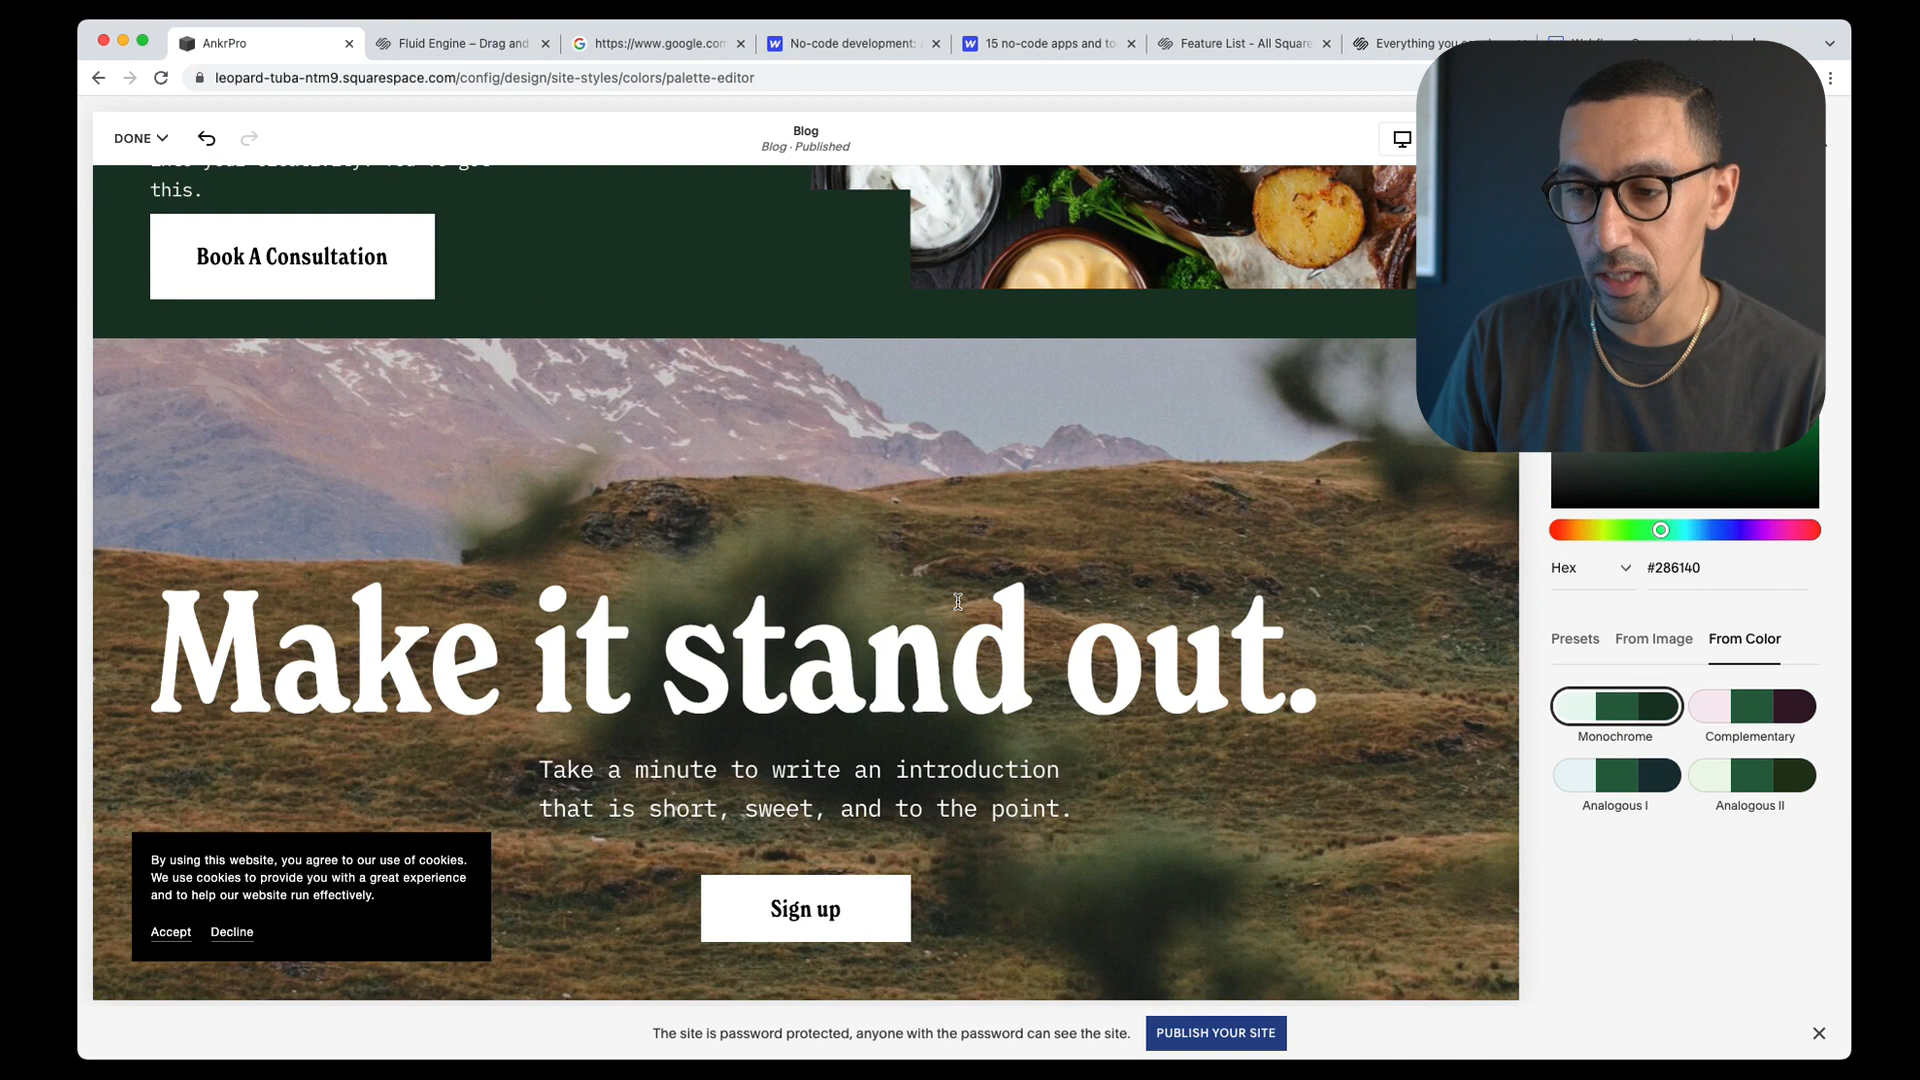 AnkrPro
Fluid Engine – Drag and
https://www.google.com
No-code development:
15 no-code apps and to
Feature List - All Square
Everything you
leopard-tuba-ntm9.squarespace.com/config/design/site-styles/colors/palette-editor
DONE
Blog
Blog · Published
this.
Book A Consultation
Make it stand out.
Take a minute to write an introduction
that is short, sweet, and to the point.
Sign up
By using this website, you agree to our use of cookies.
We use cookies to provide you with a great experience
and to help our website run effectively.
Accept Decline
Hex #286140
Presets From Image From Color
Monochrome Complementary
Analogous I Analogous II
The site is password protected, anyone with the password can see the site. PUBLISH YOUR SITE